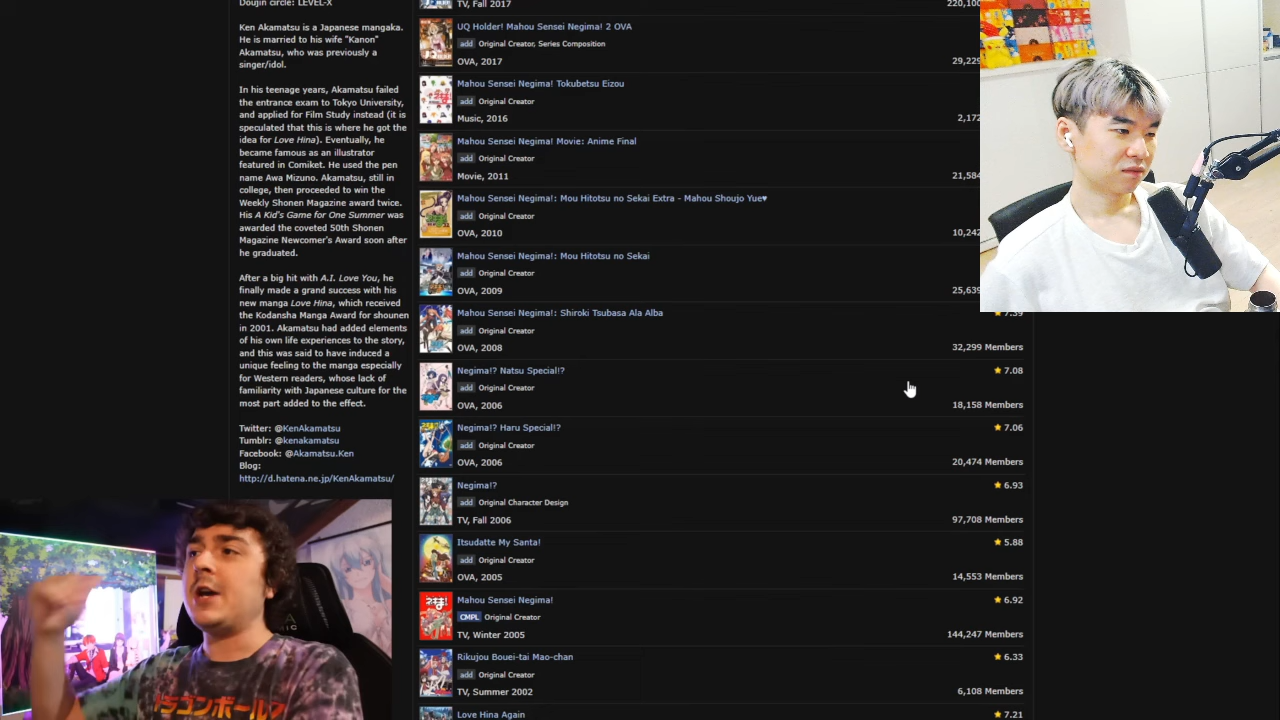 Doujin circle: LEVEL-X
Ken Akamatsu is a Japanese mangaka.
He is married to his wife "Kanon"
Akamatsu, who was previously a
singer/idol.
In his teenage years, Akamatsu failed
the entrance exam to Tokyo University,
and applied for Film Study instead (it is
speculated that this is where he got the
idea for Love Hina). Eventually, he
became famous as an illustrator
featured in Comiket. He used the pen
name Awa Mizuno. Akamatsu, still in
college, then proceeded to win the
Weekly Shonen Magazine award twice.
His A Kid's Game for One Summer was
awarded the coveted 50th Shonen
Magazine Newcomer's Award soon after
he graduated.
After a big hit with A.I. Love You, he
finally made a grand success with his
new manga Love Hina, which received
the Kodansha Manga Award for shounen
in 2001. Akamatsu had added elements
of his own life experiences to the story,
and this was said to have induced a
unique feeling to the manga especially
for Western readers, whose lack of
familiarity with Japanese culture for the
most part added to the effect.
Twitter: @KenAkamatsu
Tumblr: @kenakamatsu
Facebook: @Akamatsu.Ken
Blog:
http://d.hatena.ne.jp/KenAkamatsu/
TV, Fall 2017
220,100
UQ Holder! Mahou Sensei Negima! 2 OVA
add Original Creator, Series Composition
OVA, 2017
29,229
Mahou Sensei Negima! Tokubetsu Eizou
add Original Creator
Music, 2016
2,172
Mahou Sensei Negima! Movie: Anime Final
add Original Creator
Movie, 2011
21,584
Mahou Sensei Negima!: Mou Hitotsu no Sekai Extra - Mahou Shoujo Yue♥
add Original Creator
OVA, 2010
10,242
Mahou Sensei Negima!: Mou Hitotsu no Sekai
add Original Creator
OVA, 2009
25,639
Mahou Sensei Negima!: Shiroki Tsubasa Ala Alba
7.39
add Original Creator
OVA, 2008
32,299 Members
Negima!? Natsu Special!?
7.08
add Original Creator
OVA, 2006
18,158 Members
Negima!? Haru Special!?
7.06
add Original Creator
OVA, 2006
20,474 Members
Negima!?
6.93
add Original Character Design
TV, Fall 2006
97,708 Members
Itsudatte My Santa!
5.88
add Original Creator
OVA, 2005
14,553 Members
Mahou Sensei Negima!
6.92
CMPL Original Creator
TV, Winter 2005
144,247 Members
Rikujou Bouei-tai Mao-chan
6.33
add Original Creator
TV, Summer 2002
6,108 Members
Love Hina Again
7.21